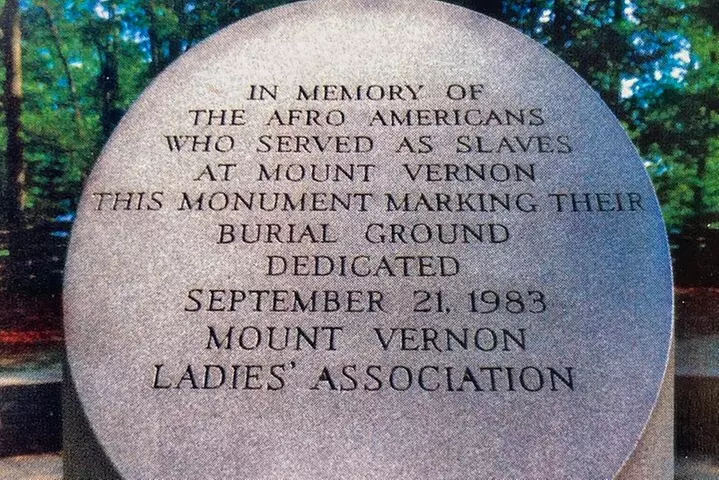 IN MEMORY OF
THE AFRO AMERICANS
WHO SERVED AS SLAVES
AT MOUNT VERNON
THIS MONUMENT MARKING THEIR
BURIAL GROUND
DEDICATED
SEPTEMBER 21, 1983
MOUNT VERNON
LADIES' ASSOCIATION